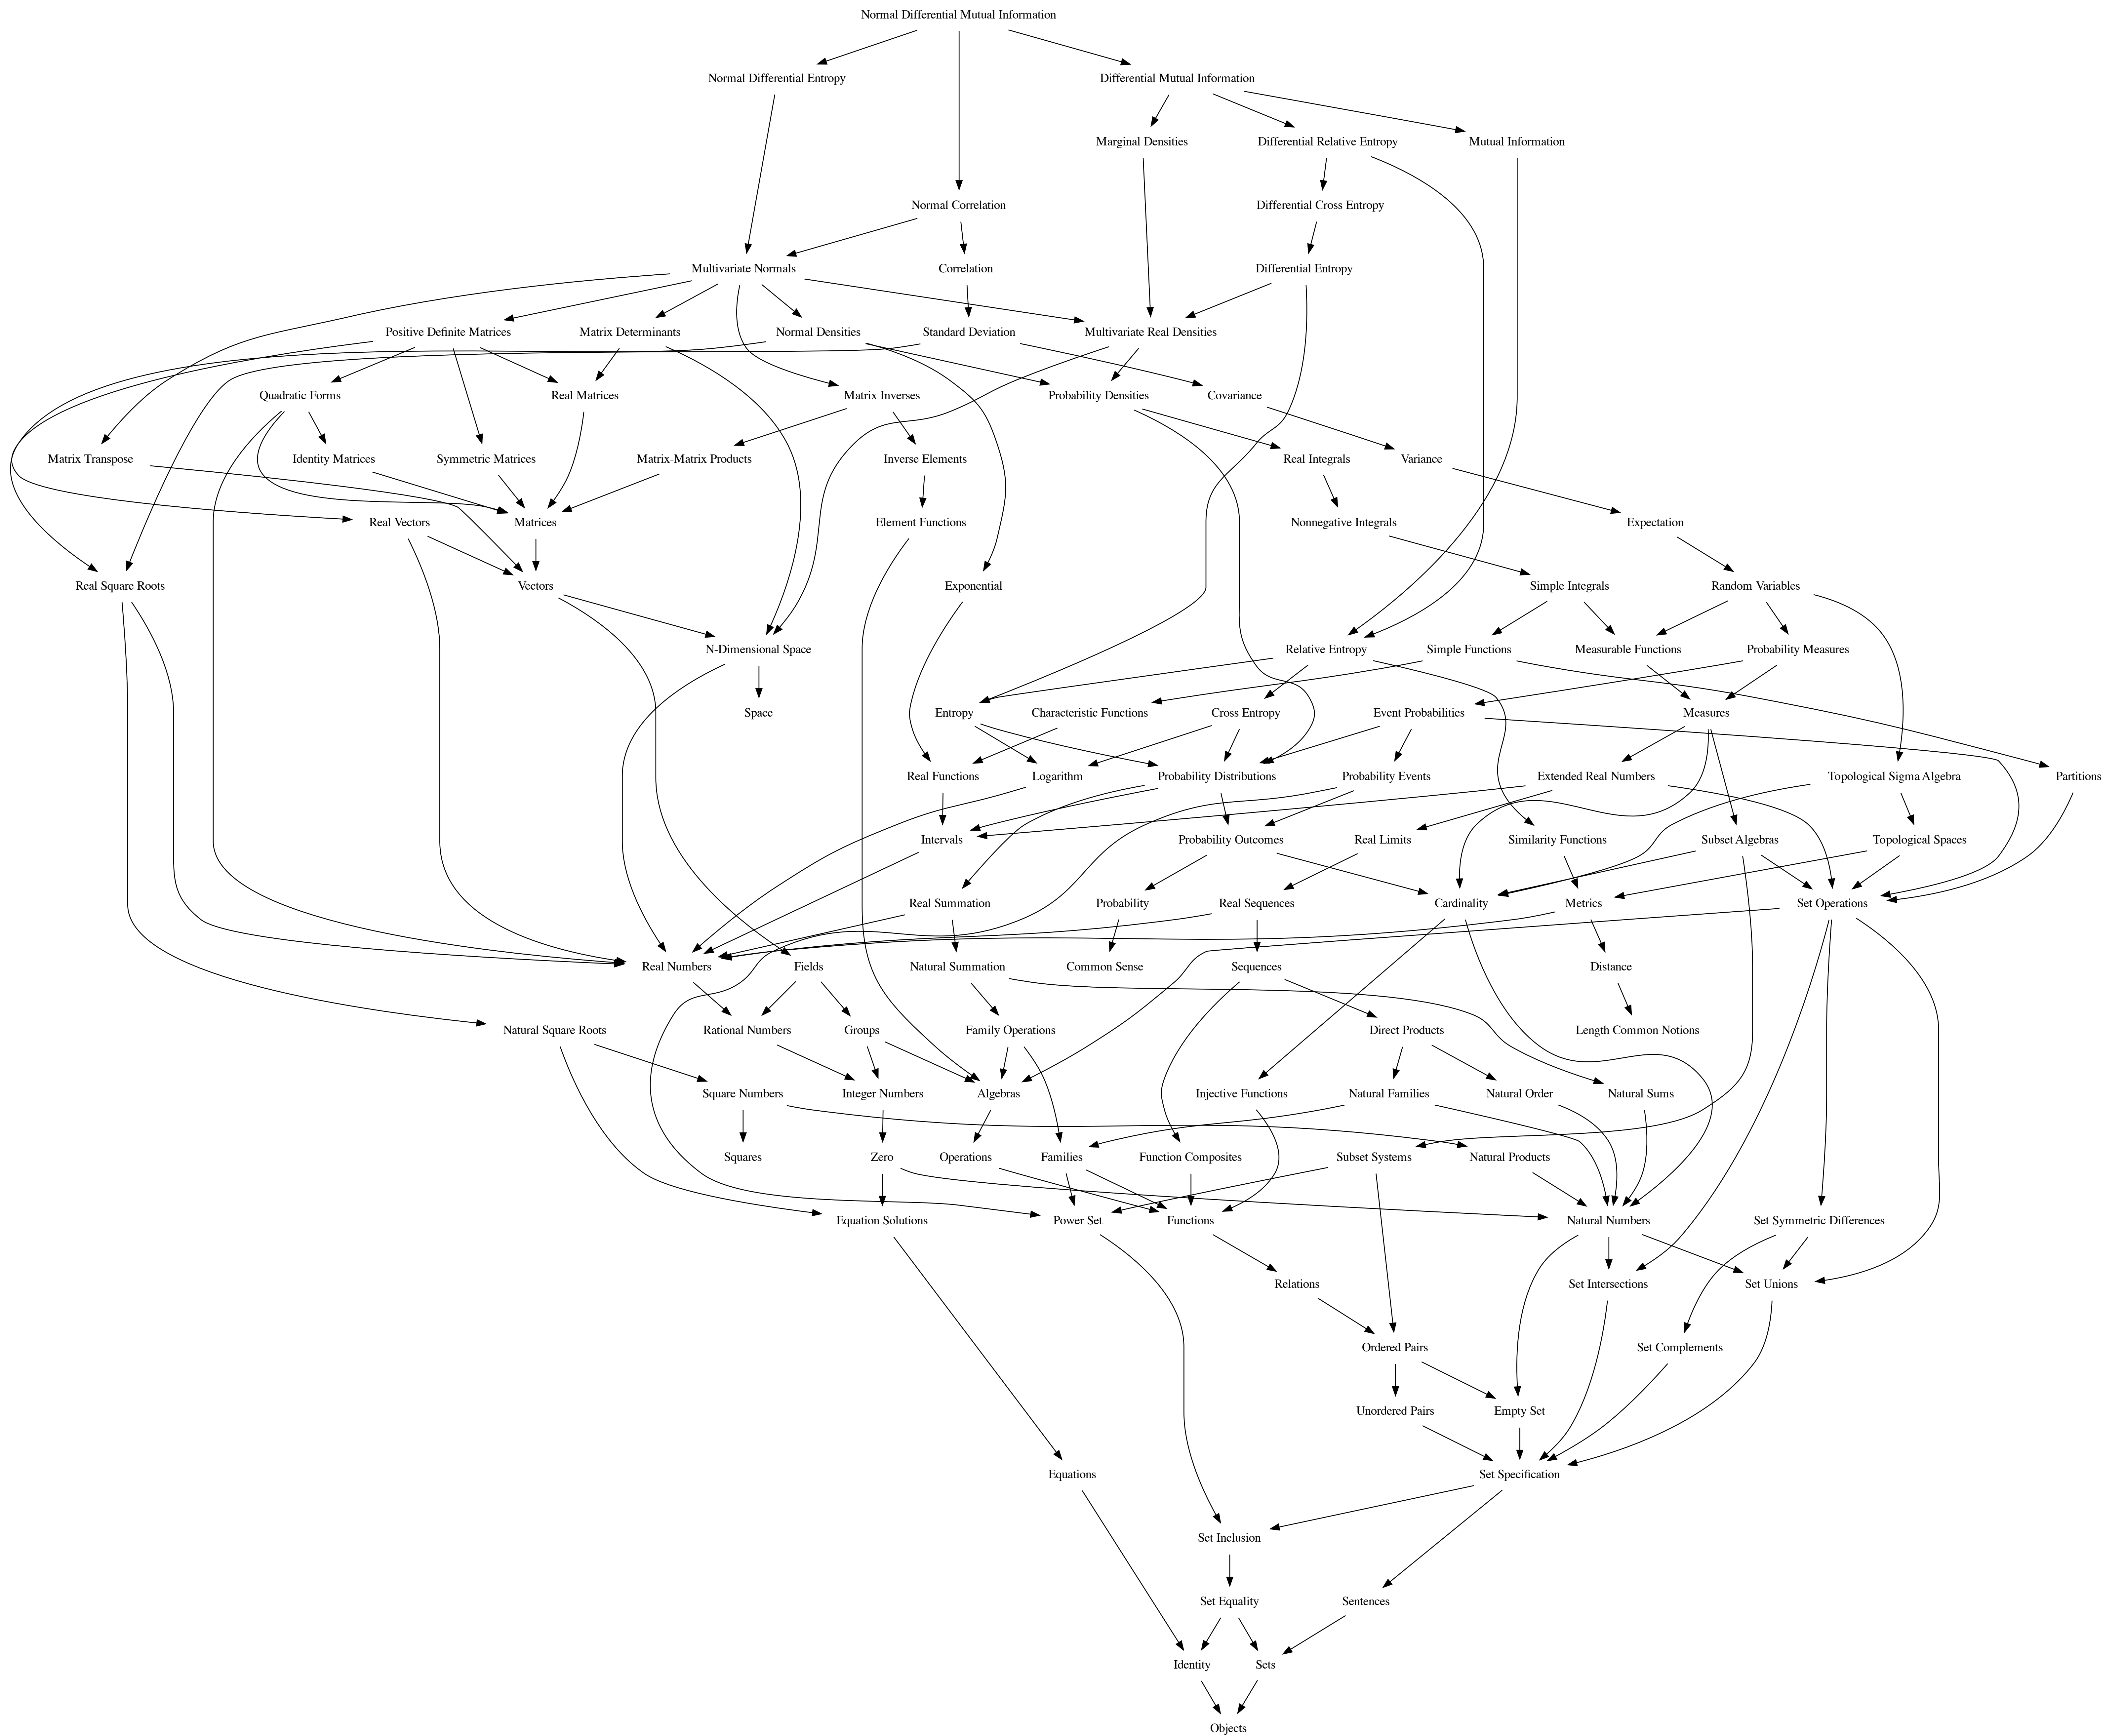 Normal Differential Mutual Information
Normal Differential Entropy
Differential Mutual Information
Marginal Densities
Differential Relative Entropy
Mutual Information
Normal Correlation
Differential Cross Entropy
Multivariate Normals
Correlation
Differential Entropy
Positive Definite Matrices
Matrix Determinants
Normal Densities
Standard Deviation
Multivariate Real Densities
Quadratic Forms
Real Matrices
Matrix Inverses
Probability Densities
Covariance
Matrix Transpose
Identity Matrices
Symmetric Matrices
Matrix-Matrix Products
Inverse Elements
Real Integrals
Variance
Real Vectors
Matrices
Element Functions
Nonnegative Integrals
Expectation
Real Square Roots
Vectors
Exponential
Simple Integrals
Random Variables
N-Dimensional Space
Relative Entropy
Simple Functions
Measurable Functions
Probability Measures
Space
Entropy
Characteristic Functions
Cross Entropy
Event Probabilities
Measures
Real Functions
Logarithm
Probability Distributions
Probability Events
Extended Real Numbers
Topological Sigma Algebra
Partitions
Intervals
Probability Outcomes
Real Limits
Similarity Functions
Subset Algebras
Topological Spaces
Real Summation
Probability
Real Sequences
Cardinality
Metrics
Set Operations
Real Numbers
Fields
Natural Summation
Common Sense
Sequences
Distance
Natural Square Roots
Rational Numbers
Groups
Family Operations
Direct Products
Length Common Notions
Square Numbers
Integer Numbers
Algebras
Injective Functions
Natural Families
Natural Order
Natural Sums
Squares
Zero
Operations
Families
Function Composites
Subset Systems
Natural Products
Equation Solutions
Power Set
Functions
Natural Numbers
Set Symmetric Differences
Relations
Set Intersections
Set Unions
Ordered Pairs
Set Complements
Unordered Pairs
Empty Set
Equations
Set Specification
Set Inclusion
Set Equality
Sentences
Identity
Sets
Objects